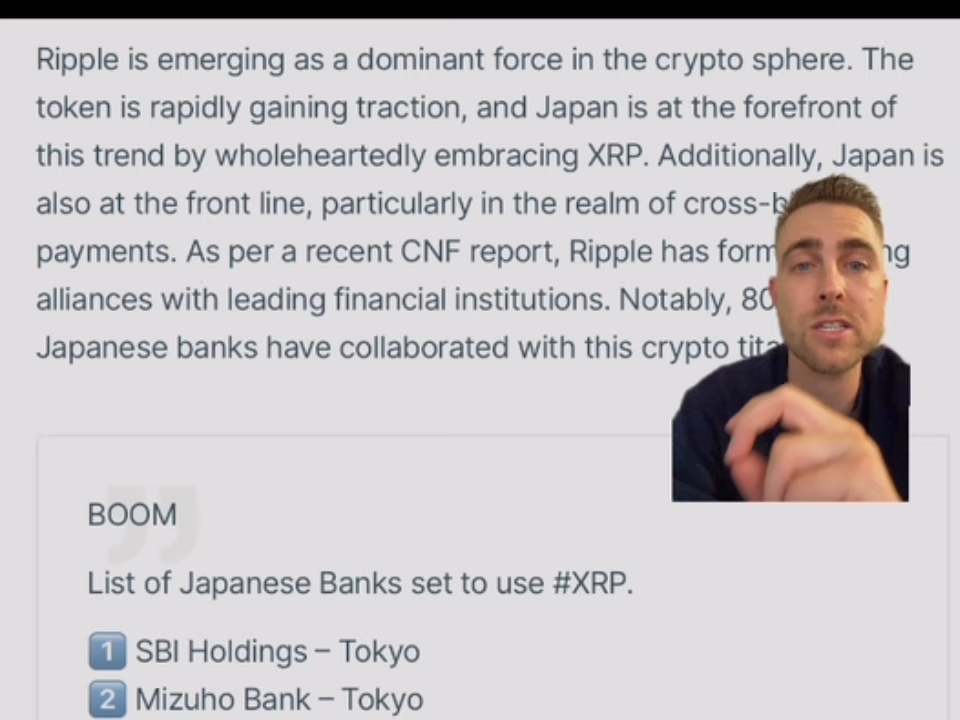 Ripple is emerging as a dominant force in the crypto sphere. The
token is rapidly gaining traction, and Japan is at the forefront of
this trend by wholeheartedly embracing XRP. Additionally, Japan is
also at the front line, particularly in the realm of
payments. As per a recent CNF report, Ripple has
alliances with leading financial institutions. Notably,
Japanese banks have collaborated with this crypto
BOOM
List of Japanese Banks set to use #XRP.
1 SBI Holdings – Tokyo
2 Mizuho Bank – Tokyo